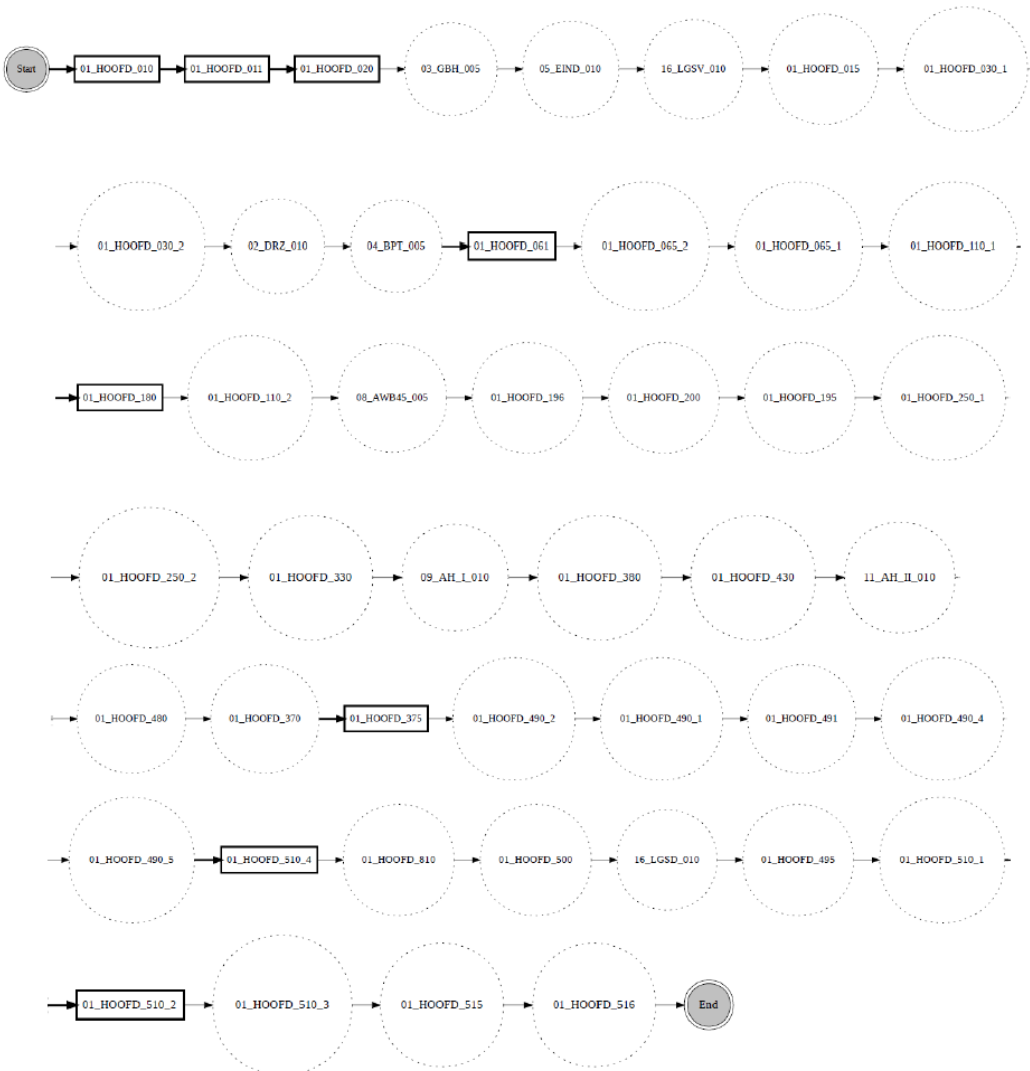 Start 01_HOOFD_010 01_HOOFD_011 01_HOOFD_020 03_GBH_005 05_EIND_010 16_LGSV_010 01_HOOFD_015 01_HOOFD_030_1
01_HOOFD_030_2 02_DRZ_010 04_BPT_005 01_HOOFD_061 01_HOOFD_065_2 01_HOOFD_065_1 01_HOOFD_110_1
01_HOOFD_180 01_HOOFD_110_2 08_AWB45_005 01_HOOFD_196 01_HOOFD_200 01_HOOFD_195 01_HOOFD_250_1
01_HOOFD_250_2 01_HOOFD_330 09_AH_I_010 01_HOOFD_380 01_HOOFD_430 11_AH_II_010
01_HOOFD_480 01_HOOFD_370 01_HOOFD_375 01_HOOFD_490_2 01_HOOFD_490_1 01_HOOFD_491 01_HOOFD_490_4
01_HOOFD_490_5 01_HOOFD_510_4 01_HOOFD_810 01_HOOFD_500 16_LGSD_010 01_HOOFD_495 01_HOOFD_510_1
01_HOOFD_510_2 01_HOOFD_510_3 01_HOOFD_515 01_HOOFD_516 End